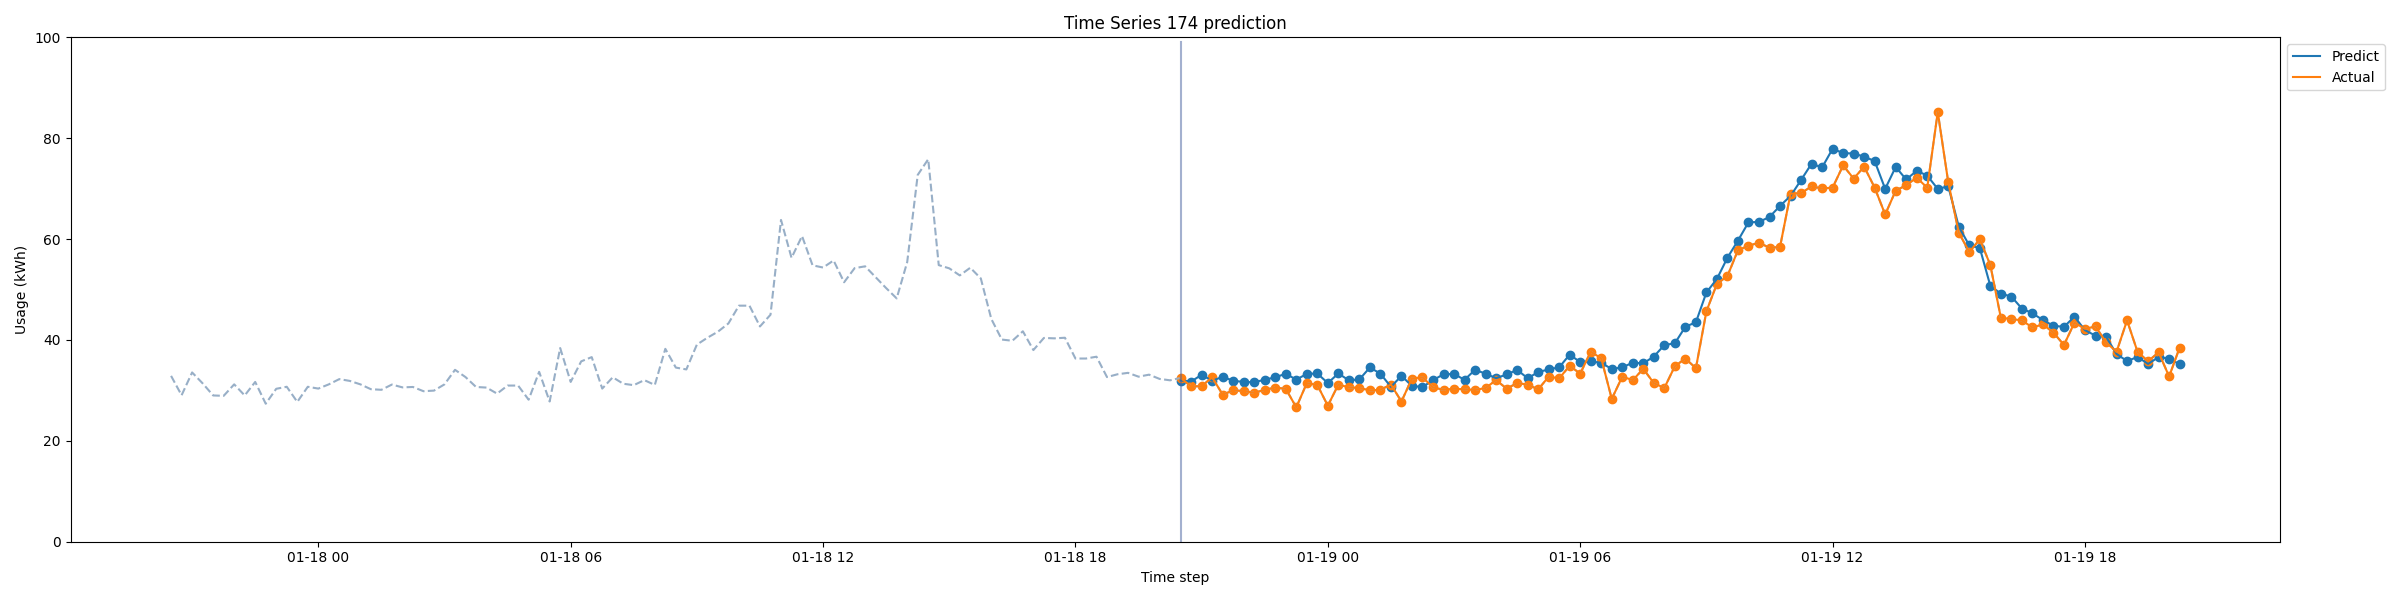 Time Series 174 prediction
Predict
Actual
Usage (kWh)
100
80
60
40
20
0
01-18 00
01-18 06
01-18 12
01-18 18
01-19 00
01-19 06
01-19 12
01-19 18
Time step